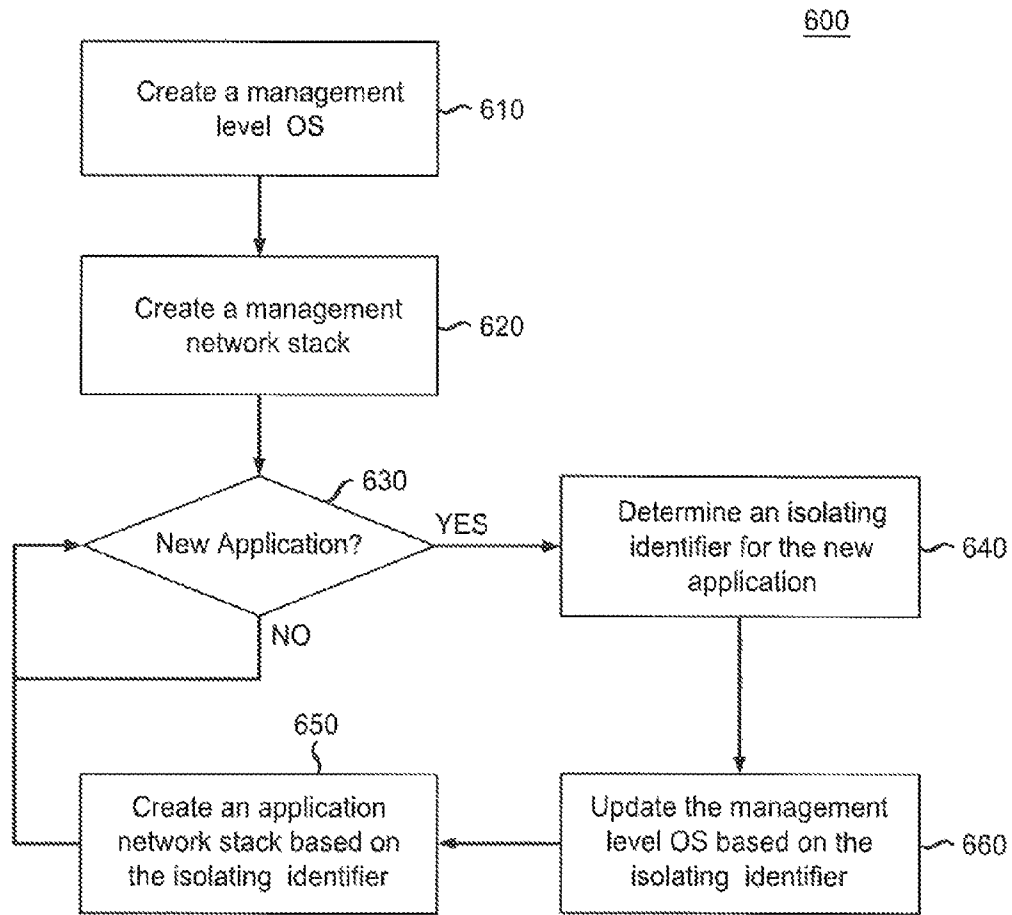 600
Create a management
level OS
610
Create a management
network stack
620
630
New Application?
YES
NO
Determine an isolating
identifier for the new
application
640
650
Create an application
network stack based on
the isolating identifier
Update the management
level OS based on the
isolating identifier
660